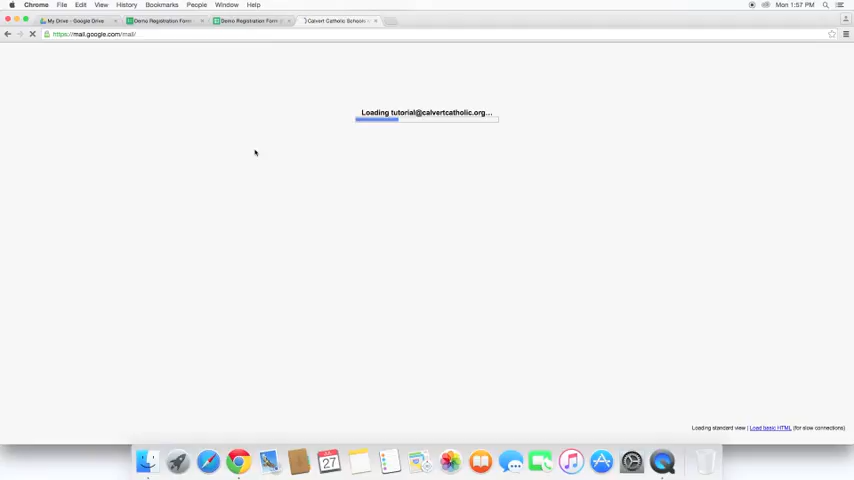 Chrome File Edit View History Bookmarks People Window Help Mon 1:57 PM
My Drive - Google Drive Demo Registration Form Demo Registration Form Calvert Catholic Schools
https://mail.google.com/mail/
Loading tutorial@calvertcatholic.org...
Loading standard view | Load basic HTML (for slow connections)
27